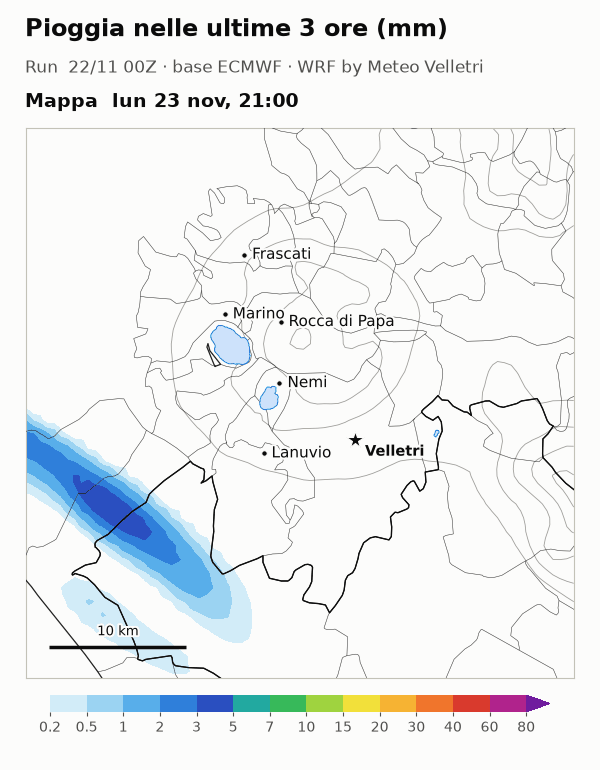 Pioggia nelle ultime 3 ore (mm)
Run  22/11 00Z · base ECMWF · WRF by Meteo Velletri
Mappa  lun 23 nov, 21:00
Frascati
Marino
Rocca di Papa
Nemi
Velletri
Lanuvio
10 km
0.2 0.5 1 2 3 5 7 10 15 20 30 40 60 80